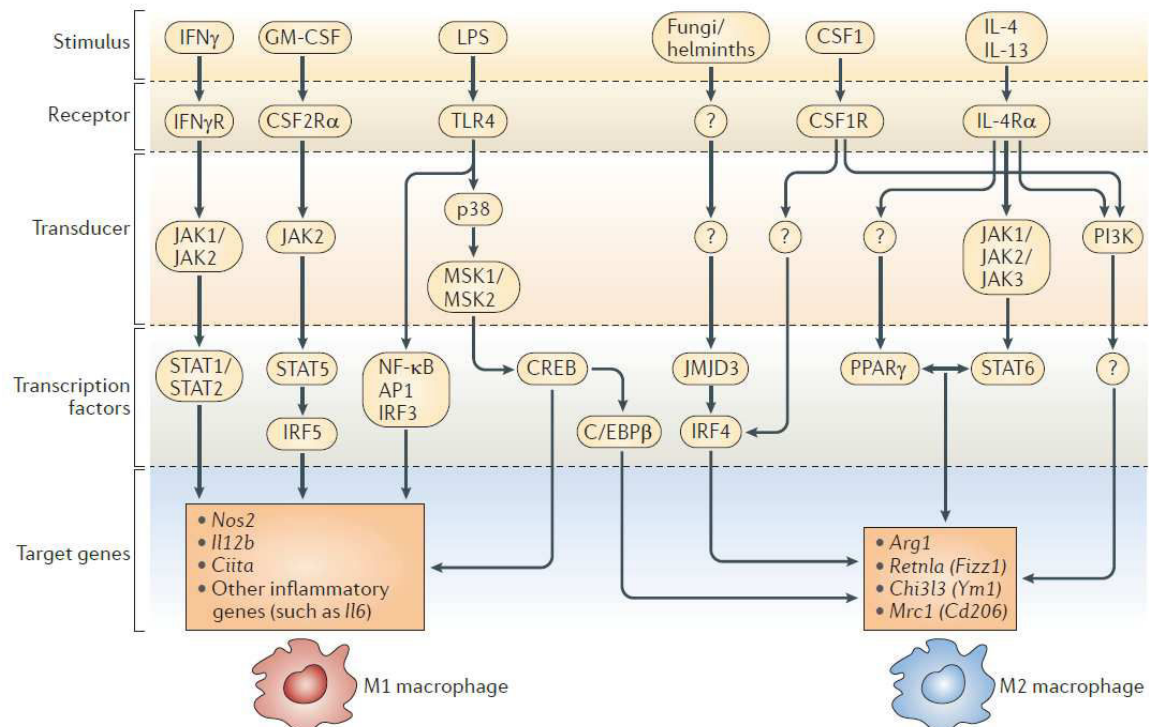 Stimulus
IFNγ
GM-CSF
LPS
Fungi/
helminths
CSF1
IL-4
IL-13
Receptor
IFNγR
CSF2Rα
TLR4
?
CSF1R
IL-4Rα
Transducer
JAK1/
JAK2
JAK2
p38
MSK1/
MSK2
?
?
?
JAK1/
JAK2/
JAK3
PI3K
Transcription
factors
STAT1/
STAT2
STAT5
IRF5
NF-κB
AP1
IRF3
CREB
C/EBPβ
JMJD3
IRF4
PPARγ
STAT6
?
Target genes
• Nos2
• Il12b
• Ciita
• Other inflammatory
genes (such as Il6)
• Arg1
• Retnla (Fizz1)
• Chi3l3 (Ym1)
• Mrc1 (Cd206)
M1 macrophage
M2 macrophage